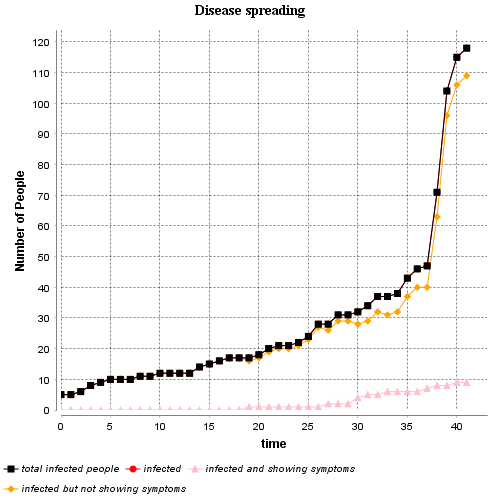 Disease spreading
Number of People
120
110
100
90
80
70
60
50
40
30
20
10
0
0 5 10 15 20 25 30 35 40
time
total infected people infected infected and showing symptoms
infected but not showing symptoms